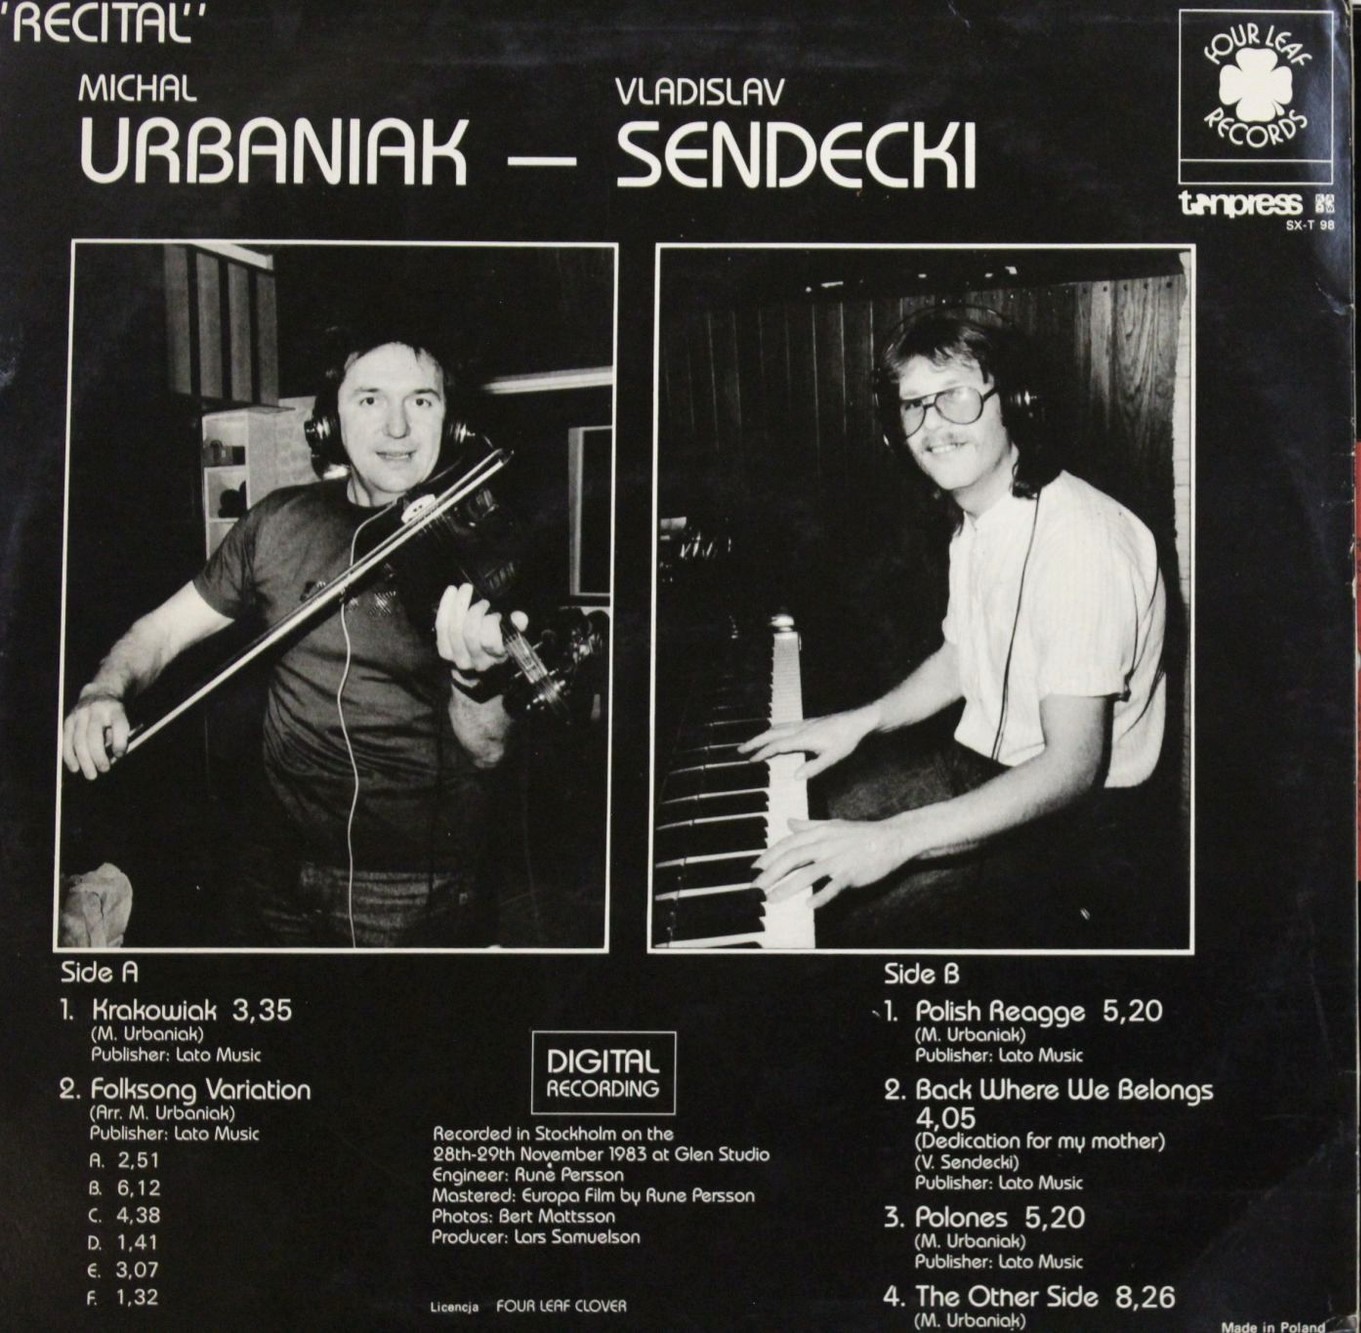 "RECITAL"
MICHAL
URBANIAK —
VLADISLAV
SENDECKI
FOUR LEAF
RECORDS
tonpress
SX-T 98
Side A
1. Krakowiak 3,35
(M. Urbaniak)
Publisher: Lato Music
2. Folksong Variation
(Arr. M. Urbaniak)
Publisher: Lato Music
A. 2,51
B. 6,12
C. 4,38
D. 1,41
E. 3,07
F. 1,32
DIGITAL
RECORDING
Recorded in Stockholm on the
28th-29th November 1983 at Glen Studio
Engineer: Rune Persson
Mastered: Europa Film by Rune Persson
Photos: Bert Mattsson
Producer: Lars Samuelson
Licencja FOUR LEAF CLOVER
Side B
1. Polish Reagge 5,20
(M. Urbaniak)
Publisher: Lato Music
2. Back Where We Belongs
4,05
(Dedication for my mother)
(V. Sendecki)
Publisher: Lato Music
3. Polones 5,20
(M. Urbaniak)
Publisher: Lato Music
4. The Other Side 8,26
(M. Urbaniak)
Made in Poland